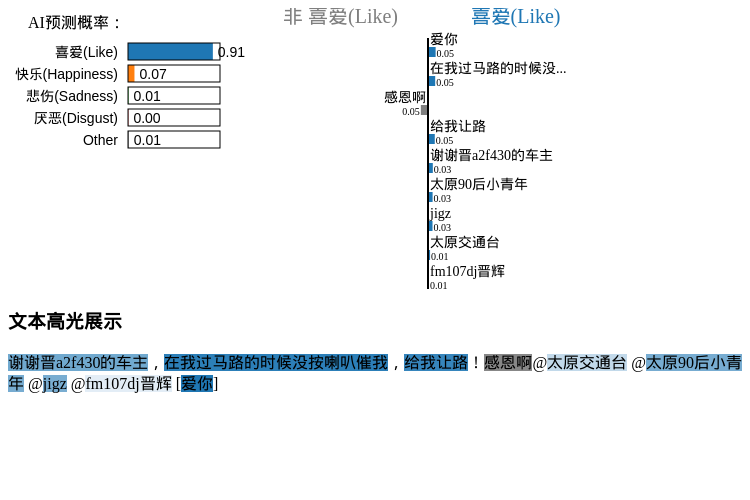 AI预测概率：
喜爱(Like) 0.91
快乐(Happiness) 0.07
悲伤(Sadness) 0.01
厌恶(Disgust) 0.00
Other 0.01
非 喜爱(Like) 喜爱(Like)
爱你
0.05
在我过马路的时候没...
0.05
感恩啊
0.05
给我让路
0.05
谢谢晋a2f430的车主
0.03
太原90后小青年
0.03
jigz
0.03
太原交通台
0.01
fm107dj晋辉
0.01
文本高光展示
谢谢晋a2f430的车主，在我过马路的时候没按喇叭催我，给我让路！感恩啊@太原交通台 @太原90后小青
年 @jigz @fm107dj晋辉 [爱你]